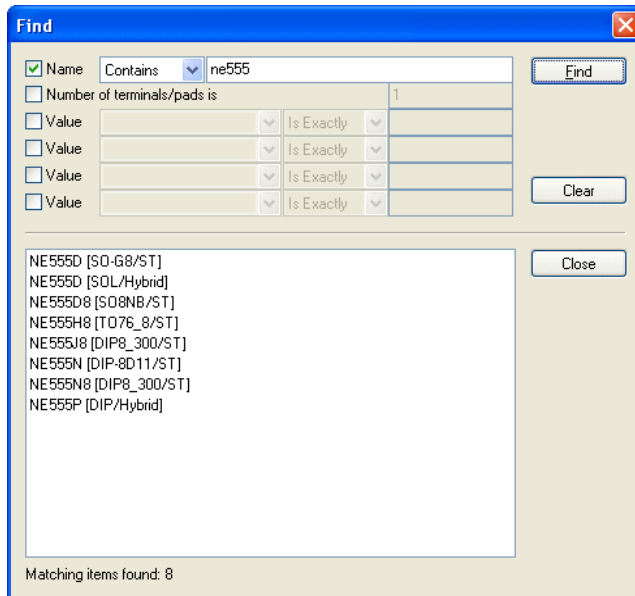 Find
Name Contains ne555 Find
Number of terminals/pads is 1
Value Is Exactly
Value Is Exactly
Value Is Exactly
Value Is Exactly
Clear
NE555D [SO-G8/ST]
NE555D [SOL/Hybrid]
NE555D8 [SO8NB/ST]
NE555H8 [TO76_8/ST]
NE555J8 [DIP8_300/ST]
NE555N [DIP-8D11/ST]
NE555N8 [DIP8_300/ST]
NE555P [DIP/Hybrid]
Close
Matching items found: 8